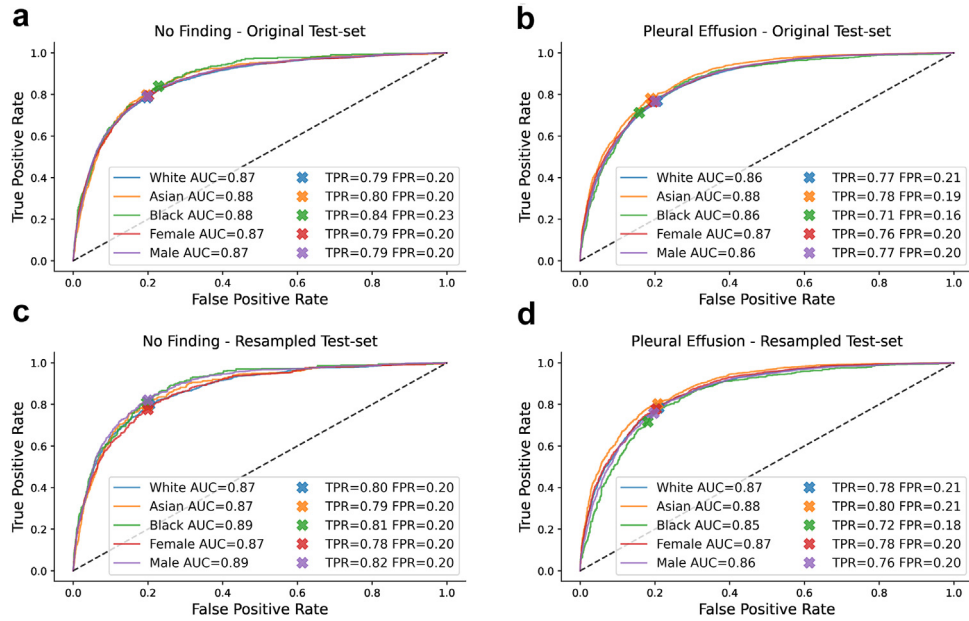 a
No Finding - Original Test-set
True Positive Rate
1.0
0.8
0.6
0.4
0.2
0.0
White AUC=0.87 TPR=0.79 FPR=0.20
Asian AUC=0.88 TPR=0.80 FPR=0.20
Black AUC=0.88 TPR=0.84 FPR=0.23
Female AUC=0.87 TPR=0.79 FPR=0.20
Male AUC=0.87 TPR=0.79 FPR=0.20
0.0 0.2 0.4 0.6 0.8 1.0
False Positive Rate
b
Pleural Effusion - Original Test-set
True Positive Rate
1.0
0.8
0.6
0.4
0.2
0.0
White AUC=0.86 TPR=0.77 FPR=0.21
Asian AUC=0.88 TPR=0.78 FPR=0.19
Black AUC=0.86 TPR=0.71 FPR=0.16
Female AUC=0.87 TPR=0.76 FPR=0.20
Male AUC=0.86 TPR=0.77 FPR=0.20
0.0 0.2 0.4 0.6 0.8 1.0
False Positive Rate
c
No Finding - Resampled Test-set
True Positive Rate
1.0
0.8
0.6
0.4
0.2
0.0
White AUC=0.87 TPR=0.80 FPR=0.20
Asian AUC=0.87 TPR=0.79 FPR=0.20
Black AUC=0.89 TPR=0.81 FPR=0.20
Female AUC=0.87 TPR=0.78 FPR=0.20
Male AUC=0.89 TPR=0.82 FPR=0.20
0.0 0.2 0.4 0.6 0.8 1.0
False Positive Rate
d
Pleural Effusion - Resampled Test-set
True Positive Rate
1.0
0.8
0.6
0.4
0.2
0.0
White AUC=0.87 TPR=0.78 FPR=0.21
Asian AUC=0.88 TPR=0.80 FPR=0.21
Black AUC=0.85 TPR=0.72 FPR=0.18
Female AUC=0.87 TPR=0.78 FPR=0.20
Male AUC=0.86 TPR=0.76 FPR=0.20
0.0 0.2 0.4 0.6 0.8 1.0
False Positive Rate